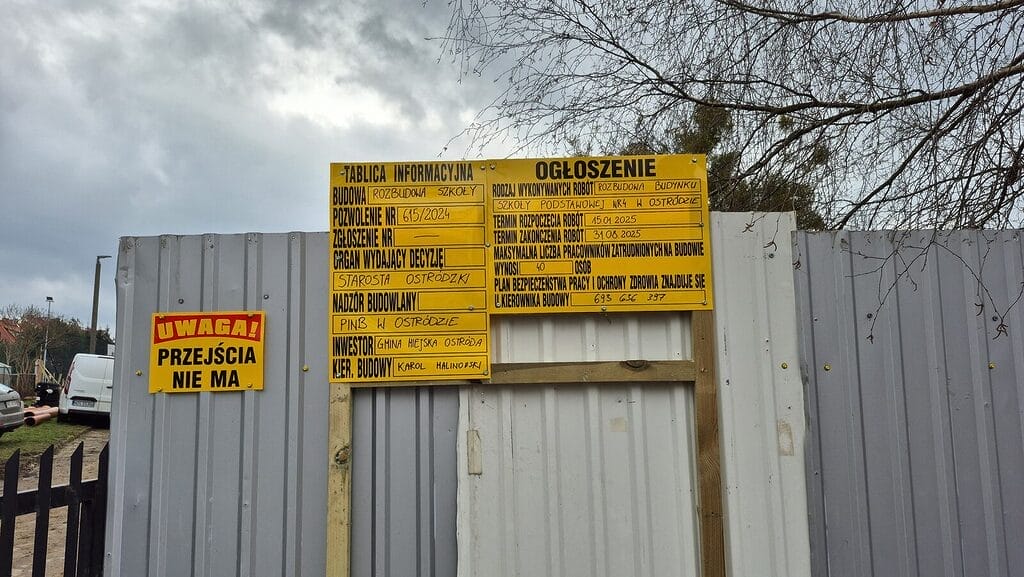 UWAGA!
PRZEJŚCIA
NIE MA
TABLICA INFORMACYJNA
BUDOWA ROZBUDOWA SZKOŁY
POZWOLENIE NR 615/2024
ZGŁOSZENIE NR —
ORGAN WYDAJĄCY DECYZJĘ
STAROSTA OSTRÓDZKI
NADZÓR BUDOWLANY
PINB W OSTRÓDZIE
INWESTOR GMINA MIEJSKA OSTRÓDA
KIER. BUDOWY KAROL MALINOWSKI
OGŁOSZENIE
RODZAJ WYKONYWANYCH ROBÓT ROZBUDOWA BUDYNKU
SZKOŁY PODSTAWOWEJ NR4 W OSTRÓDZIE
TERMIN ROZPOCZĘCIA ROBÓT 15.01.2025
TERMIN ZAKOŃCZENIA ROBÓT 31.08.2025
MAKSYMALNA LICZBA PRACOWNIKÓW ZATRUDNIONYCH NA BUDOWIE
WYNOSI 40 OSÓB
PLAN BEZPIECZEŃSTWA PRACY I OCHRONY ZDROWIA ZNAJDUJE SIĘ
U KIEROWNIKA BUDOWY 693 636 397